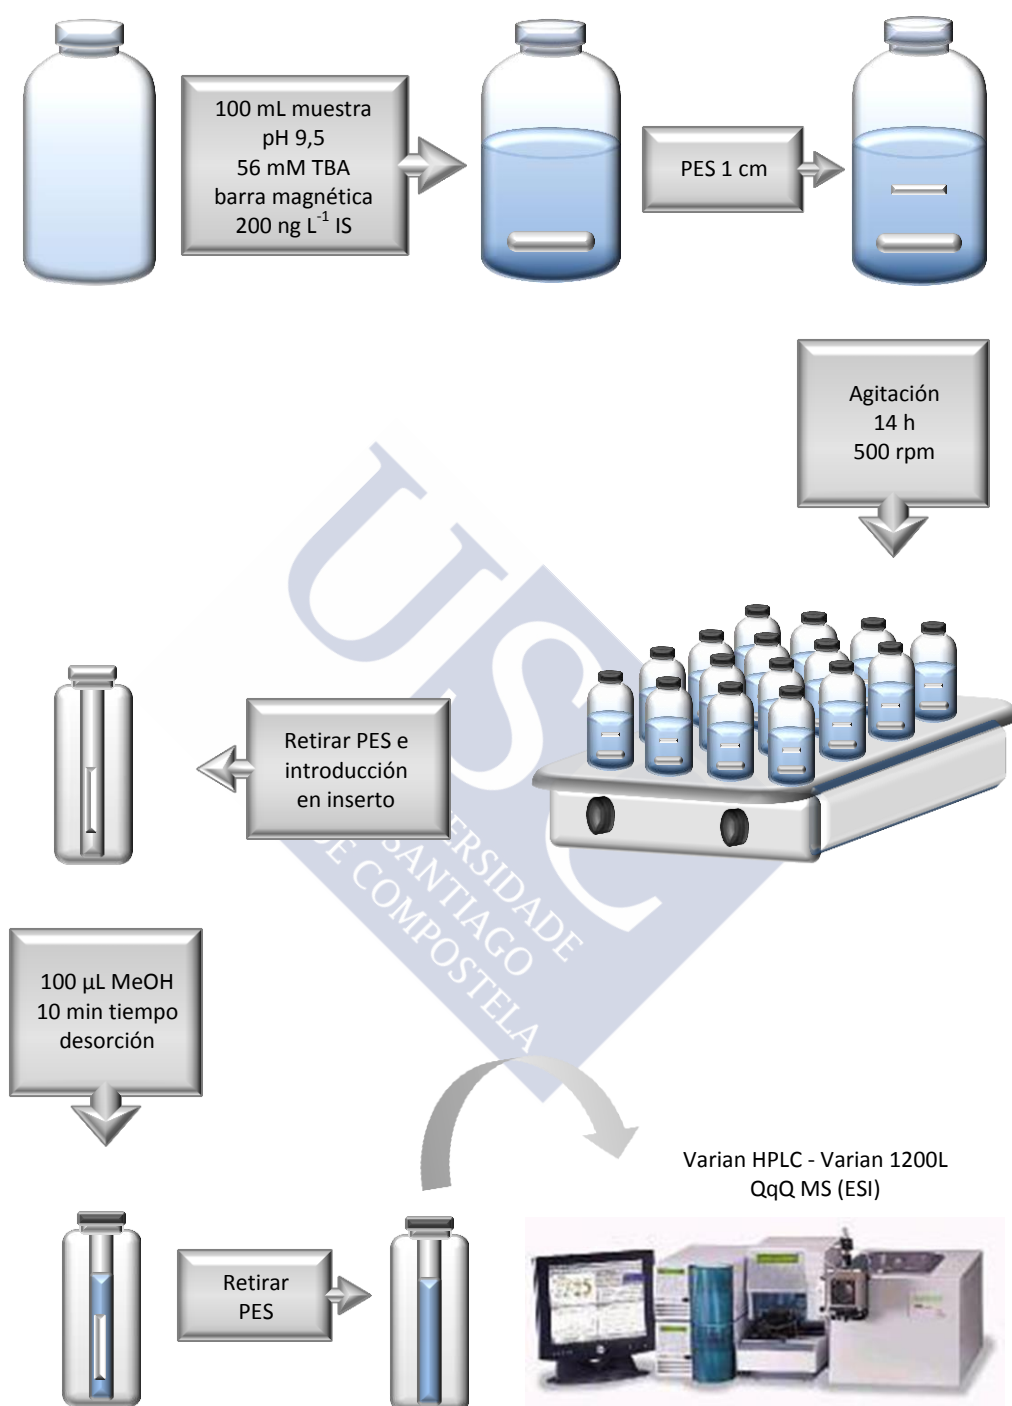 100 mL muestra
pH 9,5
56 mM TBA
barra magnética
200 ng L⁻¹ IS
PES 1 cm
Agitación
14 h
500 rpm
Retirar PES e
introducción
en inserto
100 µL MeOH
10 min tiempo
desorción
Retirar
PES
Varian HPLC - Varian 1200L
QqQ MS (ESI)
USC
DE SANTIAGO
DE COMPOSTELA